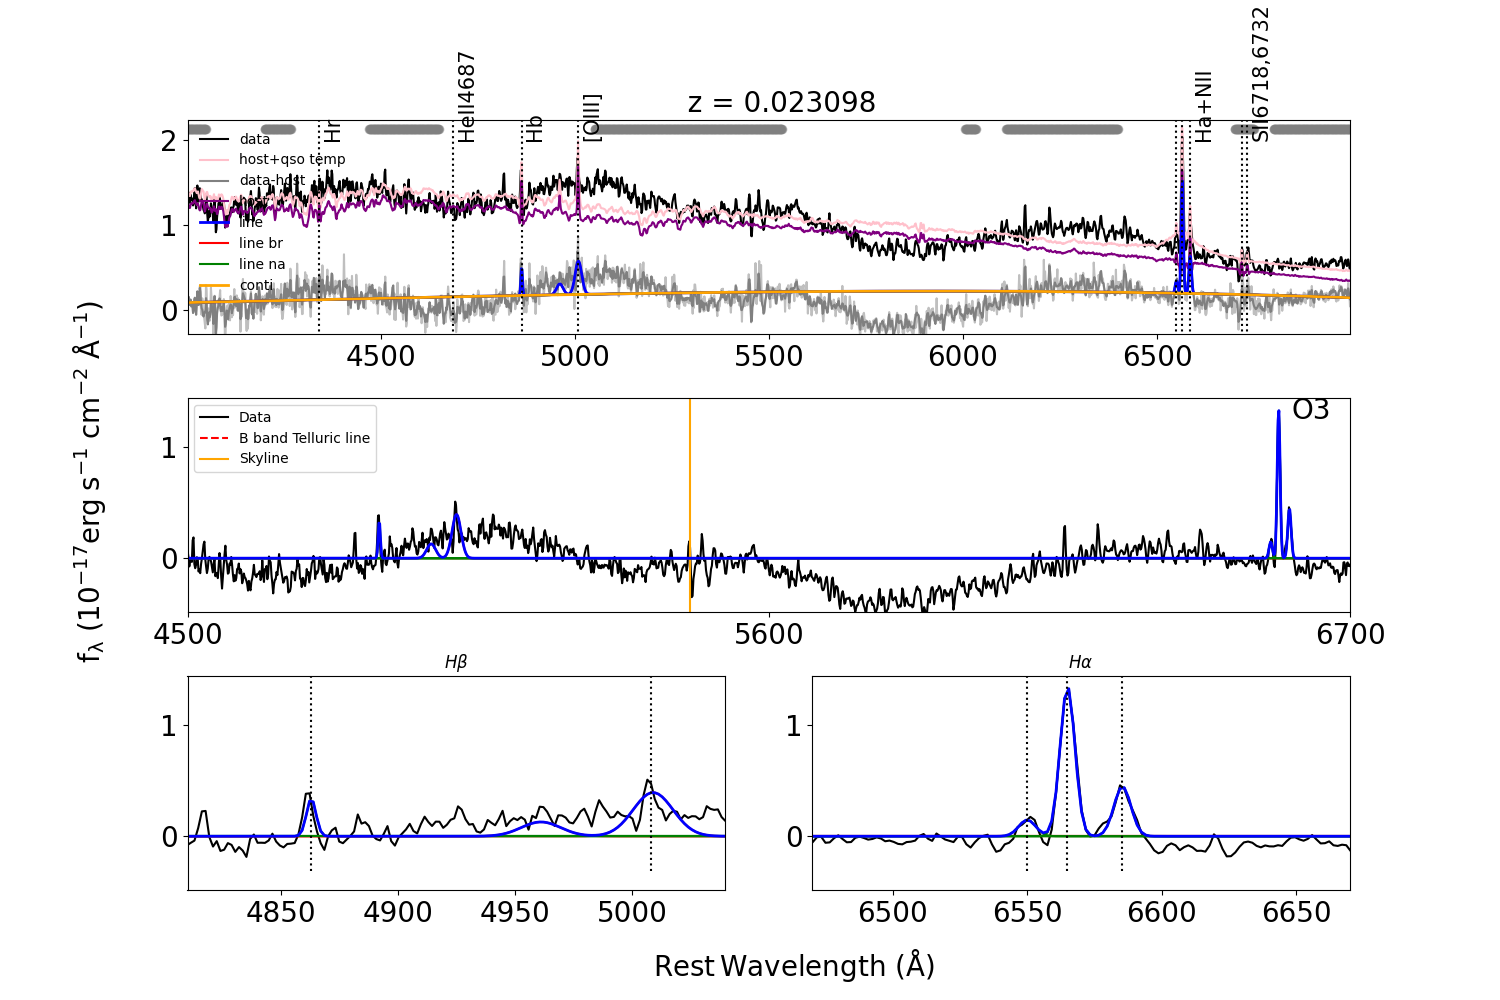 z = 0.023098
Hr
HeII4687
Hb
[OIII]
Ha+NII
SII6718,6732
data
host+qso temp
data-host
host
line
line br
line na
conti
2
1
0
4500 5000 5500 6000 6500
Data
B band Telluric line
Skyline
O3
1
0
4500 5600 6700
fλ (10−17erg s−1 cm−2 Å−1)
Hβ
1
0
4850 4900 4950 5000
Hα
1
0
6500 6550 6600 6650
Rest Wavelength (Å)